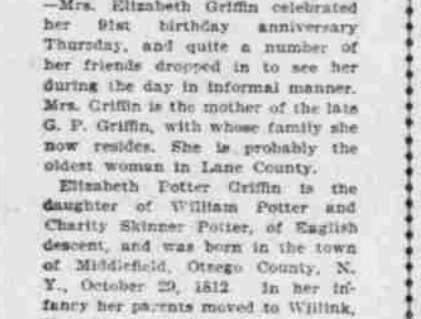 —Mrs. Elizabeth Griffin celebrated
her 91st birthday anniversary
Thursday, and quite a number of
her friends dropped in to see her
during the day in informal manner.
Mrs. Griffin is the mother of the late
G. P. Griffin, with whose family she
now resides. She is probably the
oldest woman in Lane County.
Elizabeth Potter Griffin is the
daughter of William Potter and
Charity Skinner Potter, of English
descent, and was born in the town
of Middlefield, Otsego County, N.
Y., October 29, 1812. In her in-
fancy her parents moved to Willink,